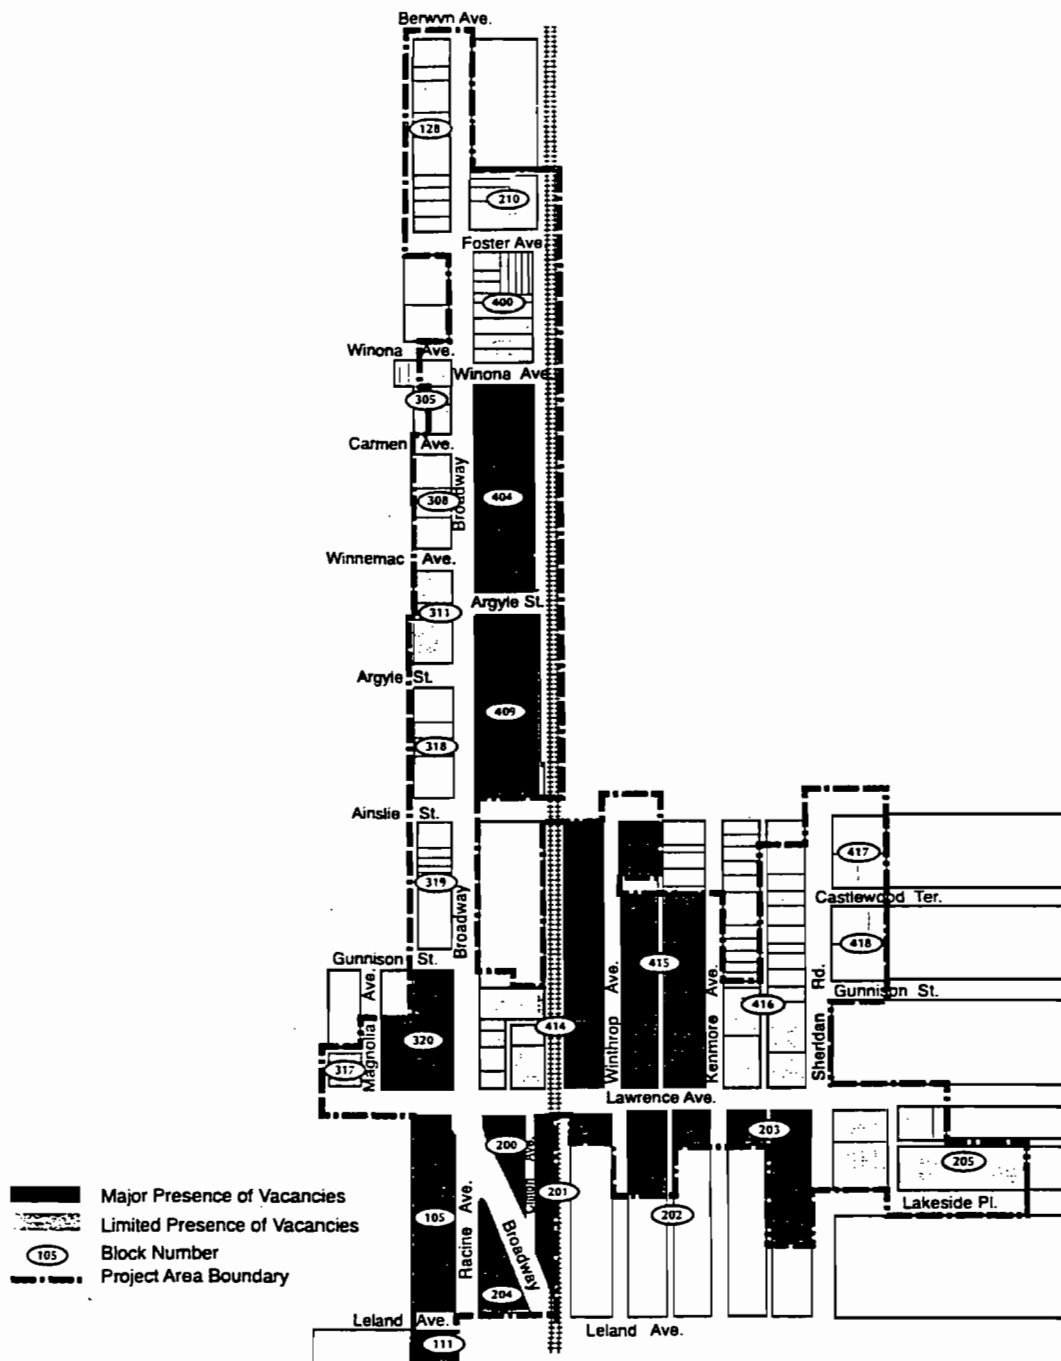 Berwyn Ave.
128
210
Foster Ave.
400
Winona Ave.
Winona Ave.
305
Carmen Ave.
Broadway
404
308
Winnemac Ave.
Argyle St.
311
Argyle St.
409
318
Ainslie St.
417
319
Castlewood Ter.
Broadway
418
Gunnison St.
415
Gunnison St.
Magnolia Ave.
416
Winthrop Ave.
Kenmore Ave.
Sheridan Rd.
414
320
317
Lawrence Ave.
203
200
205
Clifton Ave.
201
Lakeside Pl.
Major Presence of Vacancies
Limited Presence of Vacancies
105 Block Number
Project Area Boundary
105
Racine Ave.
202
Broadway
204
Leland Ave.
Leland Ave.
111